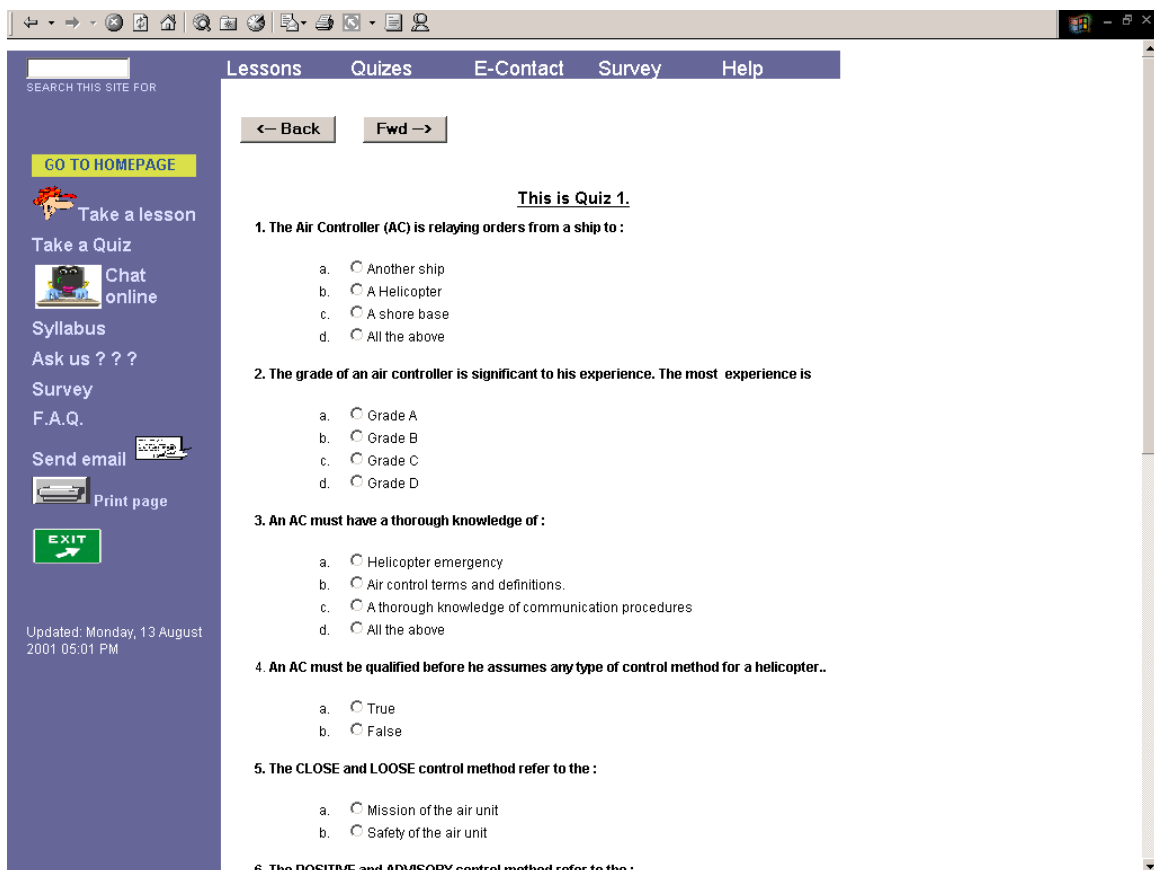 Lessons Quizes E-Contact Survey Help
SEARCH THIS SITE FOR
<-- Back Fwd -->
GO TO HOMEPAGE
Take a lesson
Take a Quiz
Chat
online
Syllabus
Ask us ? ? ?
Survey
F.A.Q.
Send email
Print page
EXIT
Updated: Monday, 13 August
2001 05:01 PM
This is Quiz 1.
1. The Air Controller (AC) is relaying orders from a ship to :
a. Another ship
b. A Helicopter
c. A shore base
d. All the above
2. The grade of an air controller is significant to his experience. The most experience is
a. Grade A
b. Grade B
c. Grade C
d. Grade D
3. An AC must have a thorough knowledge of :
a. Helicopter emergency
b. Air control terms and definitions.
c. A thorough knowledge of communication procedures
d. All the above
4. An AC must be qualified before he assumes any type of control method for a helicopter..
a. True
b. False
5. The CLOSE and LOOSE control method refer to the :
a. Mission of the air unit
b. Safety of the air unit
6. The POSITIVE and ADVISORY control method refer to the :